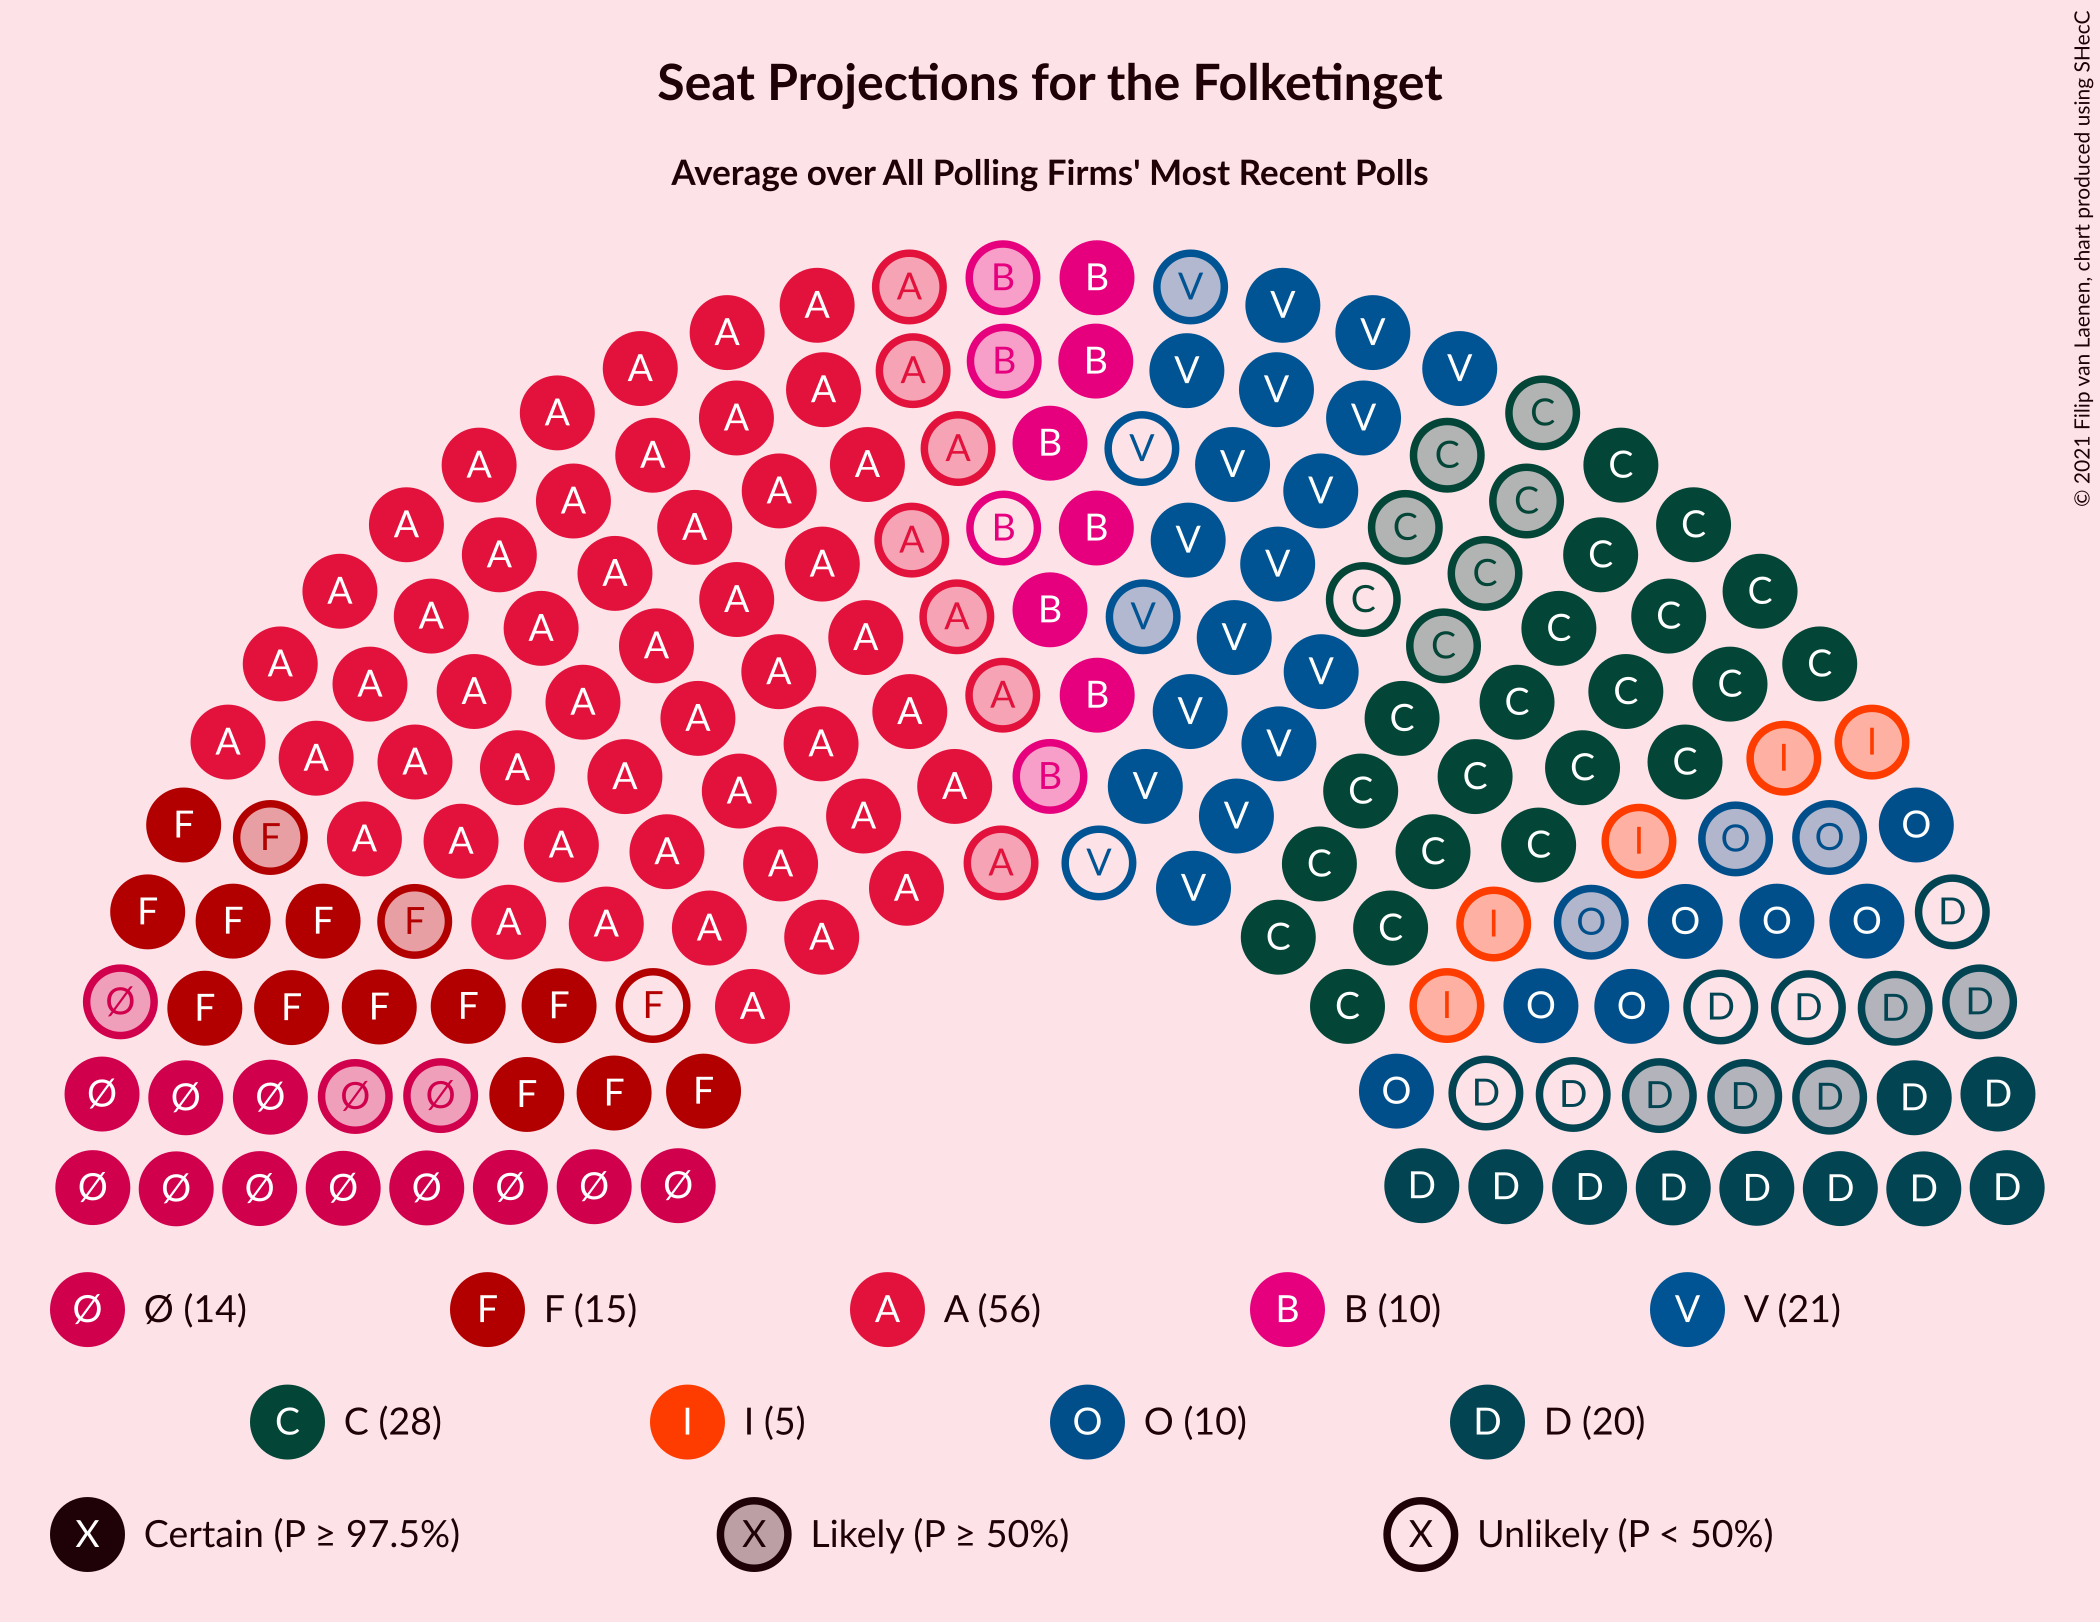 © 2021 Filip van Laenen, chart produced using SHecC
Seat Projections for the Folketinget
Average over All Polling Firms' Most Recent Polls
A B B V
A V
A V
A A B B V V
A V
A A V C
A A B V C
A A V C
A A V C
A A A B B V C C
A A V C
A C
A A C C
A A B V C
A A V C
A C
A A V C
A A A B C C
A A V C
A C
A A V I
A A A C C I
A A A B V C C
F A V O
F A A A A C C I O O
A A V C
A V
F F F F A A A A C C I O O O O D
Ø F F F F F F A C I O O D D D D
Ø Ø Ø Ø Ø F F F O D D D D D D D
Ø Ø Ø Ø Ø Ø Ø Ø D D D D D D D D
Ø Ø (14) F F (15) A A (56) B B (10) V V (21)
C C (28) I I (5) O O (10) D D (20)
X Certain (P ≥ 97.5%) X Likely (P ≥ 50%) X Unlikely (P < 50%)